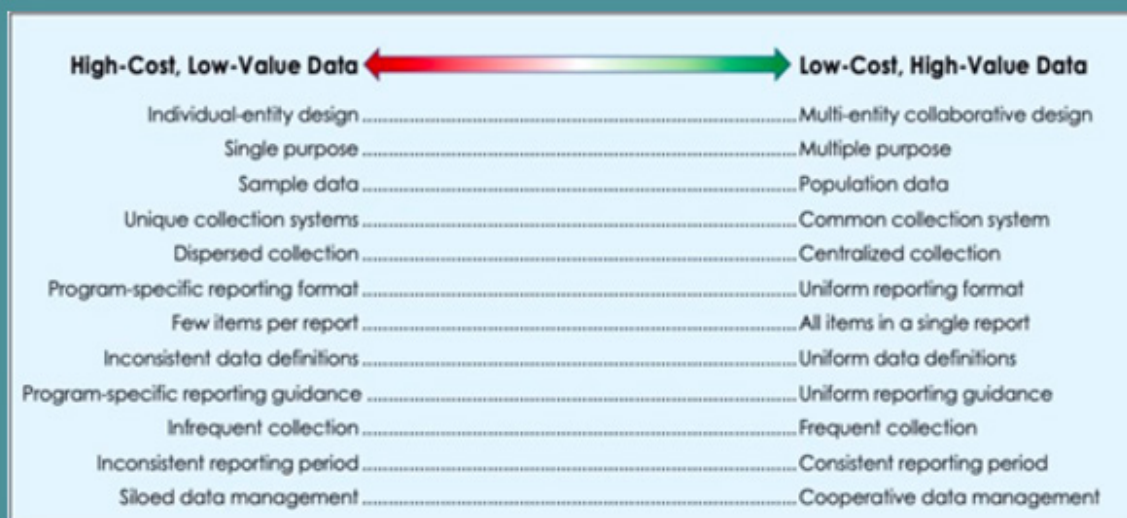 High-Cost, Low-Value Data Low-Cost, High-Value Data
Individual-entity design Multi-entity collaborative design
Single purpose Multiple purpose
Sample data Population data
Unique collection systems Common collection system
Dispersed collection Centralized collection
Program-specific reporting format Uniform reporting format
Few items per report All items in a single report
Inconsistent data definitions Uniform data definitions
Program-specific reporting guidance Uniform reporting guidance
Infrequent collection Frequent collection
Inconsistent reporting period Consistent reporting period
Siloed data management Cooperative data management